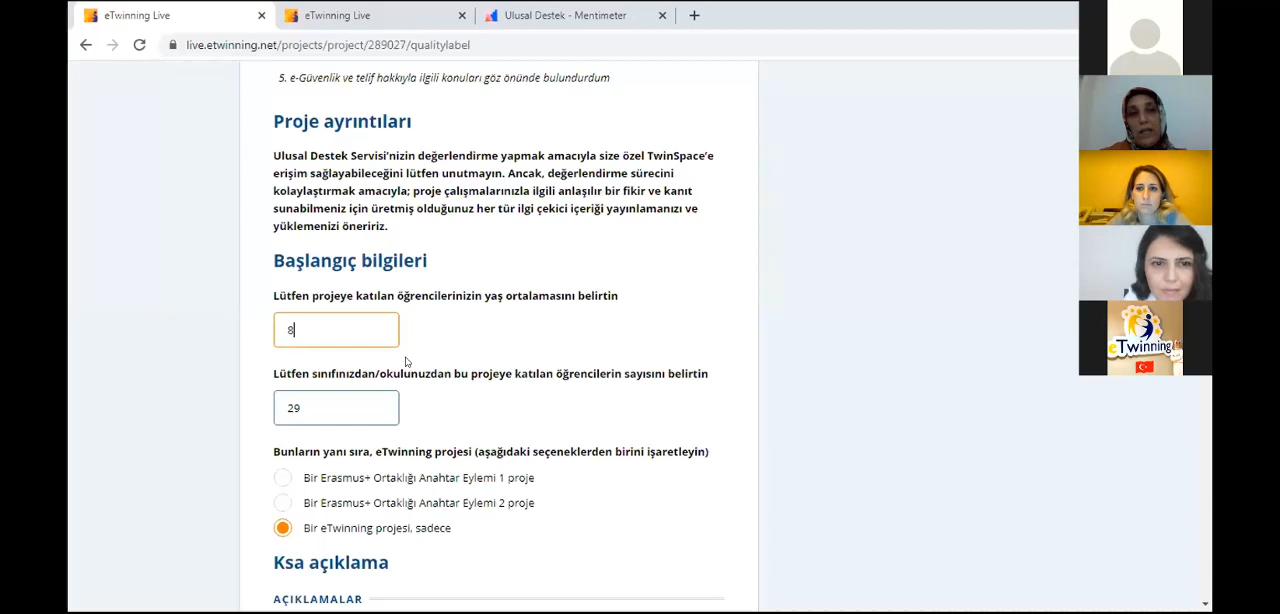 eTwinning Live
eTwinning Live
Ulusal Destek - Mentimeter
live.etwinning.net/projects/project/289027/qualitylabel
5. e-Güvenlik ve telif hakkıyla ilgili konuları göz önünde bulundurdum
Proje ayrıntıları
Ulusal Destek Servisi'nizin değerlendirme yapmak amacıyla size özel TwinSpace'e
erişim sağlayabileceğini lütfen unutmayın. Ancak, değerlendirme sürecini
kolaylaştırmak amacıyla; proje çalışmalarınızla ilgili anlaşılır bir fikir ve kanıt
sunabilmeniz için üretmiş olduğunuz her tür ilgi çekici içeriği yayınlamanızı ve
yüklemenizi öneririz.
Başlangıç bilgileri
Lütfen projeye katılan öğrencilerinizin yaş ortalamasını belirtin
8
Lütfen sınıfınızdan/okulunuzdan bu projeye katılan öğrencilerin sayısını belirtin
29
Bunların yanı sıra, eTwinning projesi (aşağıdaki seçeneklerden birini işaretleyin)
Bir Erasmus+ Ortaklığı Anahtar Eylemi 1 proje
Bir Erasmus+ Ortaklığı Anahtar Eylemi 2 proje
Bir eTwinning projesi, sadece
Ksa açıklama
AÇIKLAMALAR
eTwinning